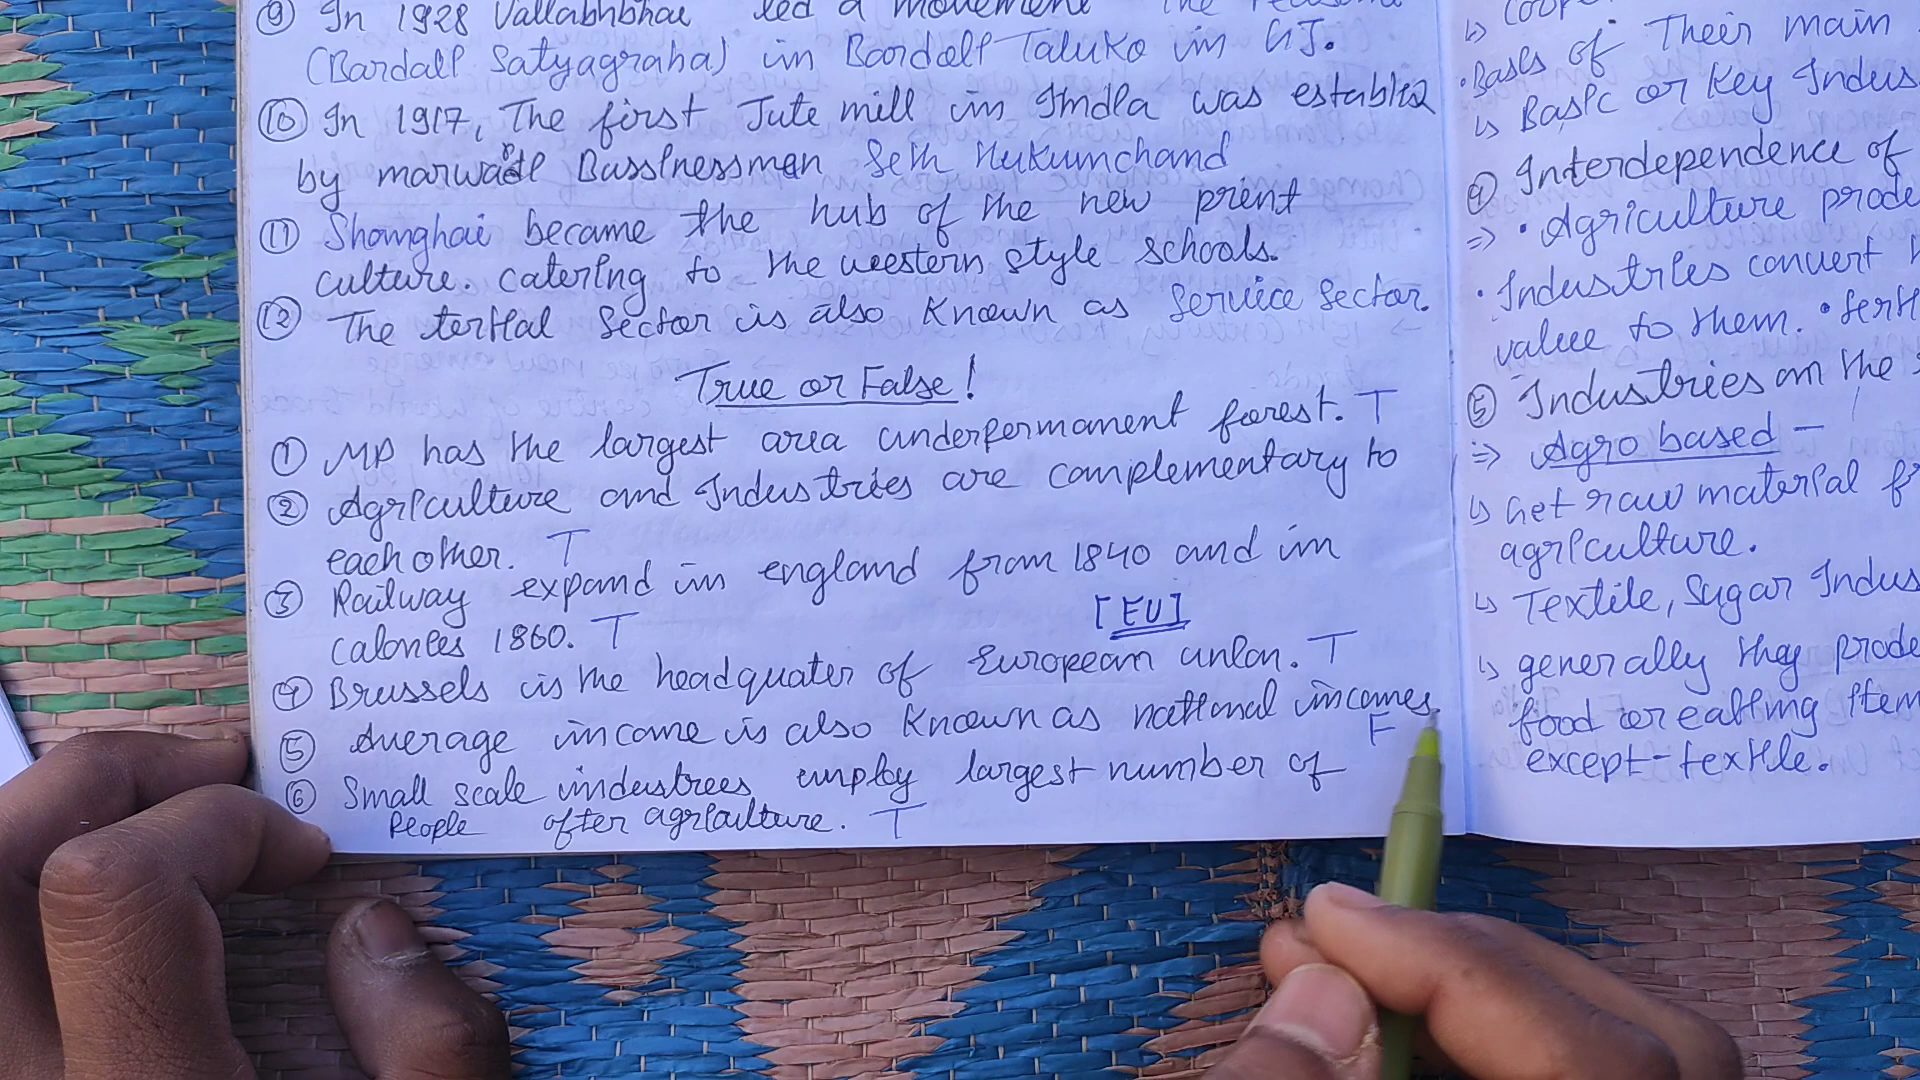 ⑨ In 1928 Vallabhbhai led a movement
(Bardali Satyagraha) in Bardoli Taluko in GJ.
⑩ In 1917, The first Jute mill in India was establis
by marwadi Bussinessman Seth Hukumchand
⑪ Shanghai became the hub of the new print
culture. catering to the western style schools.
⑫ The tertial Sector is also Known as Service Sector.
True or False!
① MP has the largest area underpermanent forest. T
② Agriculture and Industries are complementary to
each other. T
③ Railway expand in england from 1840 and in
colonies 1860. T
[EU]
④ Brussels is the headquater of European union. T
⑤ Average income is also Known as national incomes.
F
⑥ Small scale industrees employ largest number of
People after agriculture. T
↳ Coope
• Bases of Their main
↳ Basic or Key Indus
④ Interdependence of
⇒ • Agriculture prode
• Industries convert
value to them. • fert
⑤ Industries on the
⇒ Agro based –
↳ Get raw material f
agriculture.
↳ Textile, Sugar Indus
↳ generally they prode
food or eating item
except - textile.